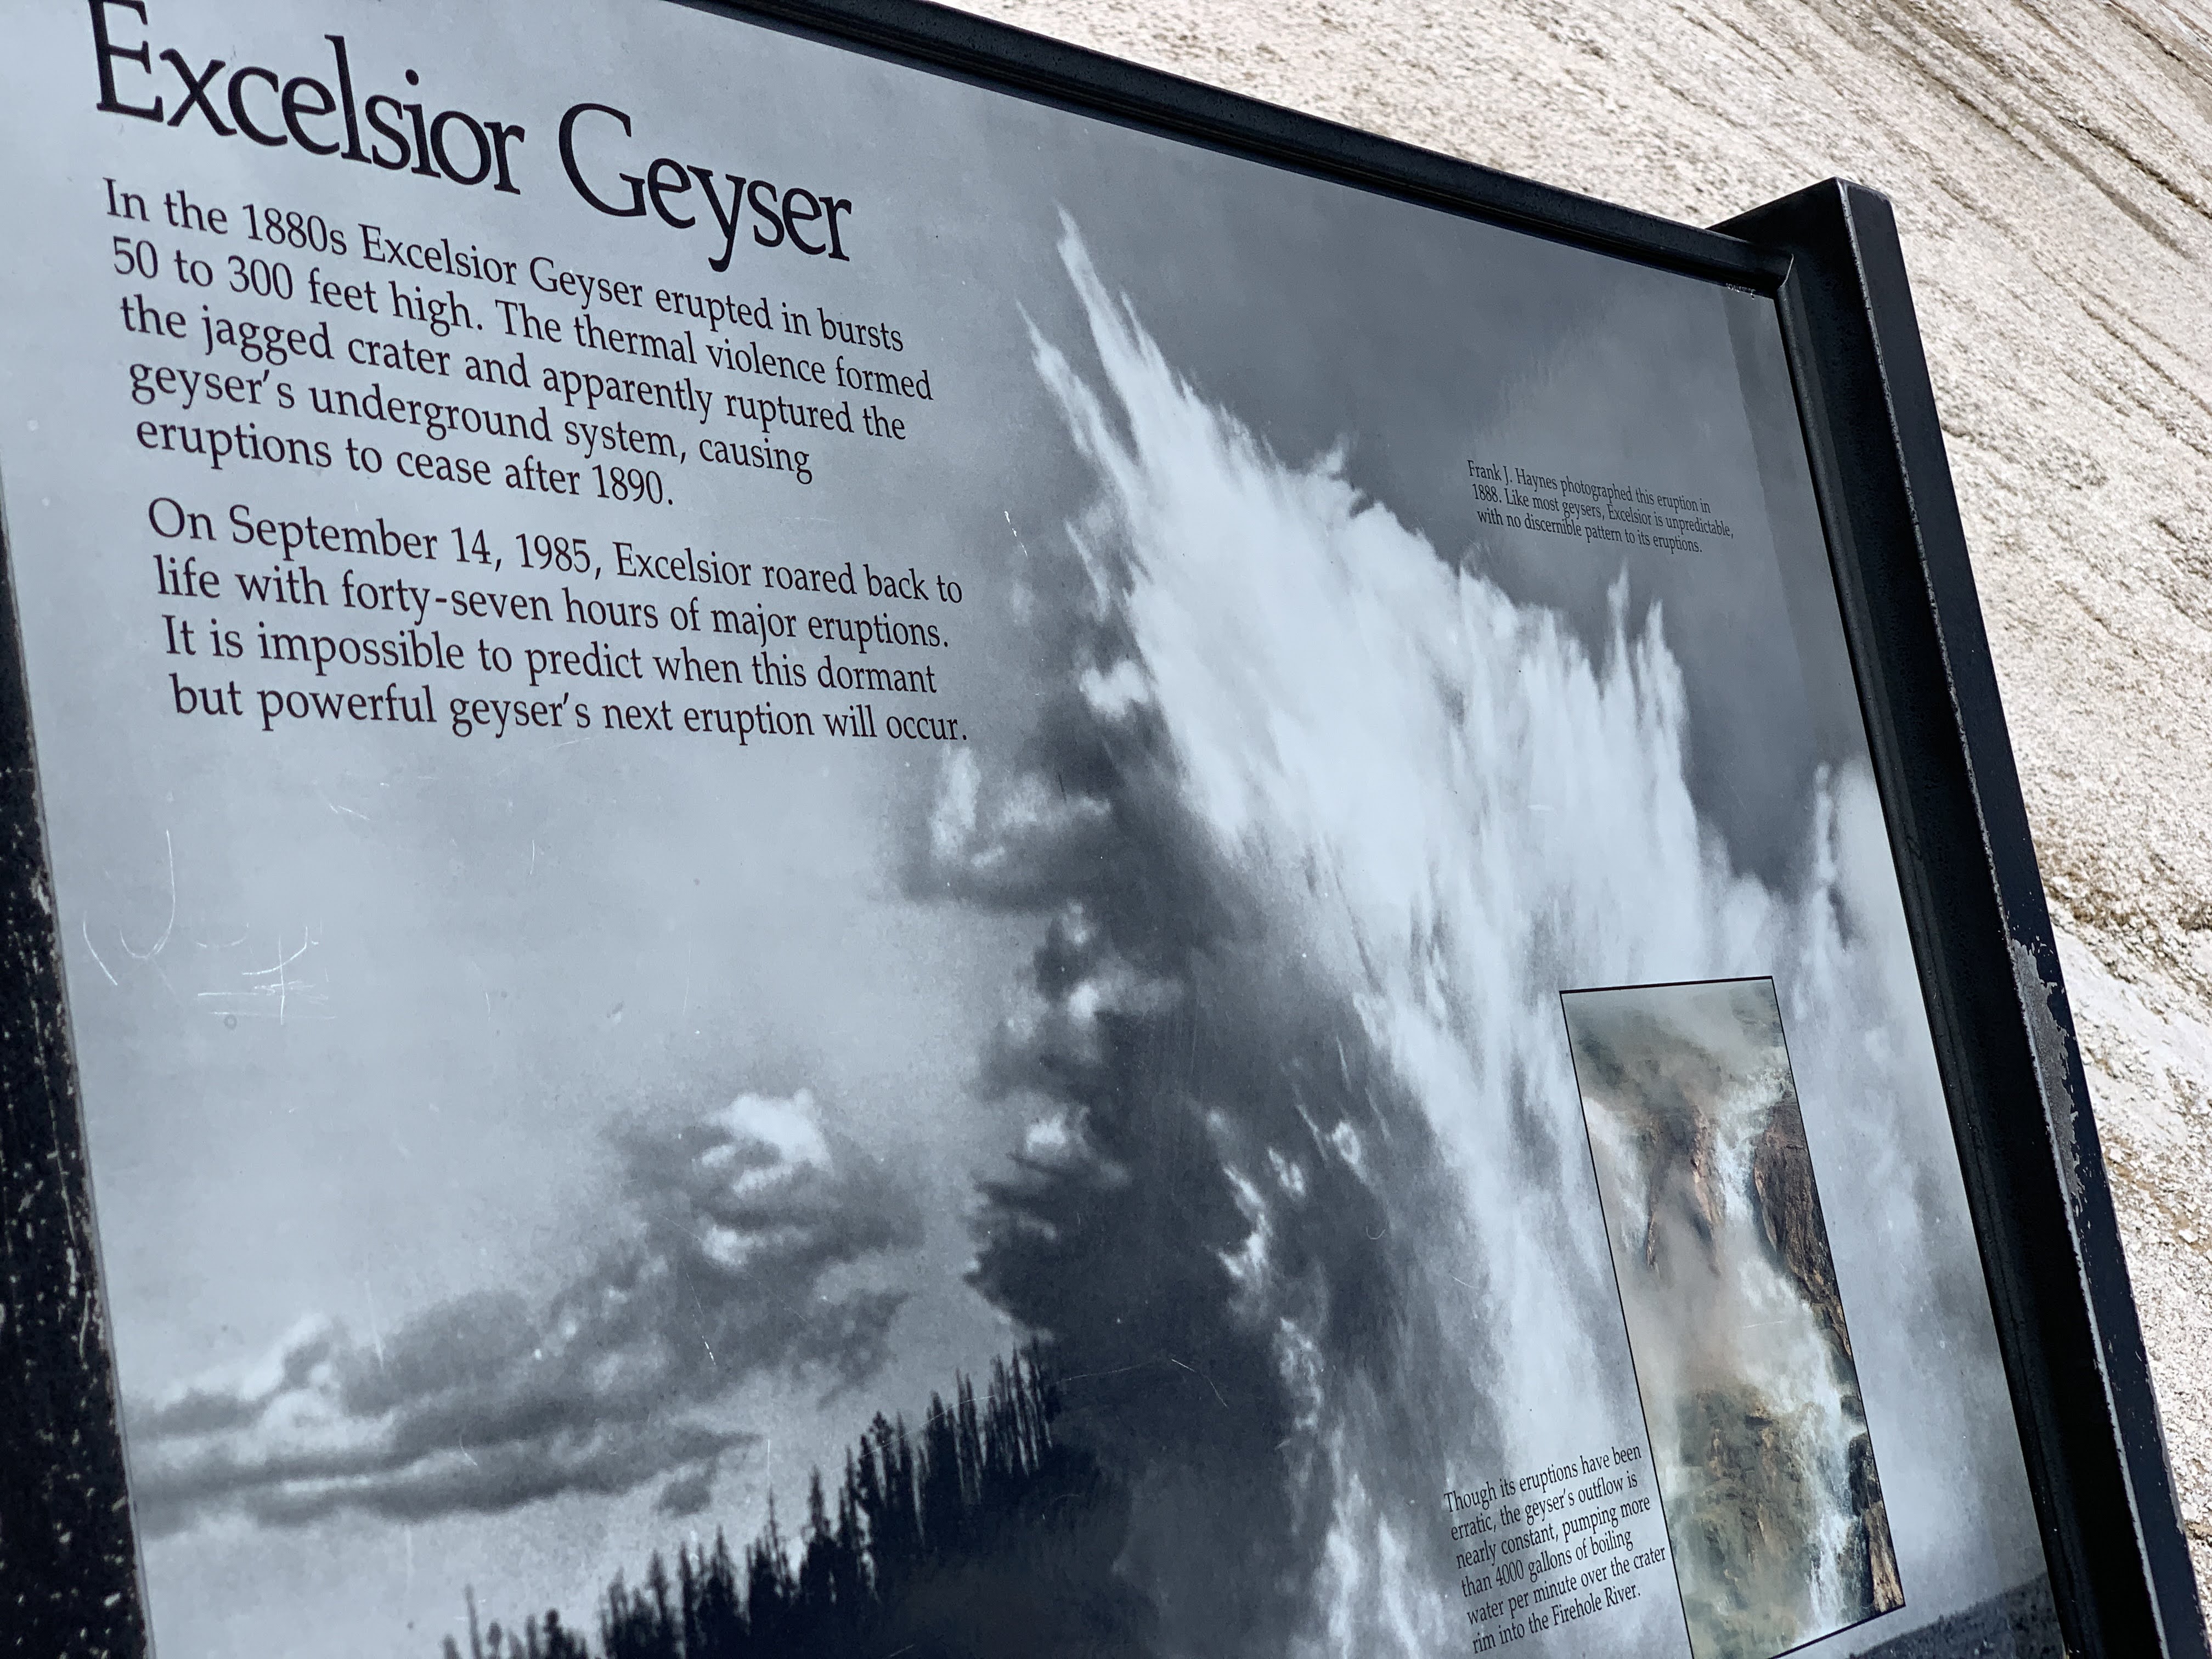 Excelsior Geyser
In the 1880s Excelsior Geyser erupted in bursts
50 to 300 feet high. The thermal violence formed
the jagged crater and apparently ruptured the
geyser's underground system, causing
eruptions to cease after 1890.
On September 14, 1985, Excelsior roared back to
life with forty-seven hours of major eruptions.
It is impossible to predict when this dormant
but powerful geyser's next eruption will occur.
Frank J. Haynes photographed this eruption in
1888. Like most geysers, Excelsior is unpredictable,
with no discernible pattern to its eruptions.
Though its eruptions have been
erratic, the geyser's outflow is
nearly constant, pumping more
than 4000 gallons of boiling
water per minute over the crater
rim into the Firehole River.